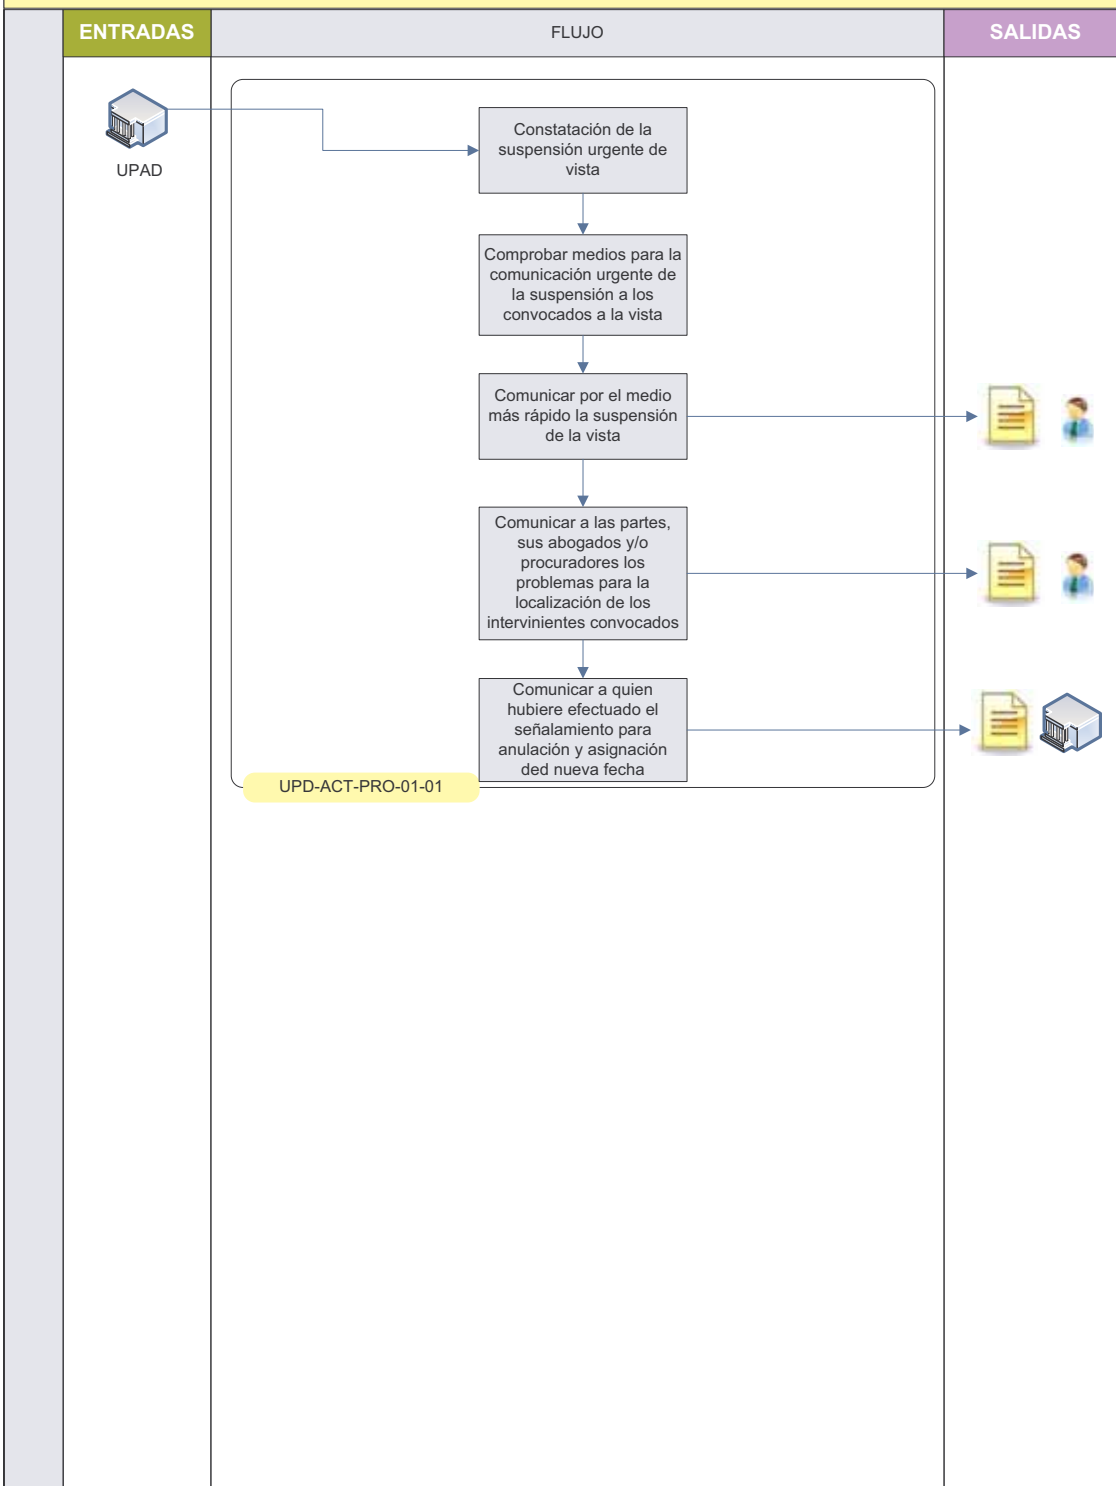 ENTRADAS
FLUJO
SALIDAS
UPAD
Constatación de la
suspensión urgente de
vista
Comprobar medios para la
comunicación urgente de
la suspensión a los
convocados a la vista
Comunicar por el medio
más rápido la suspensión
de la vista
Comunicar a las partes,
sus abogados y/o
procuradores los
problemas para la
localización de los
intervinientes convocados
Comunicar a quien
hubiere efectuado el
señalamiento para
anulación y asignación
ded nueva fecha
UPD-ACT-PRO-01-01